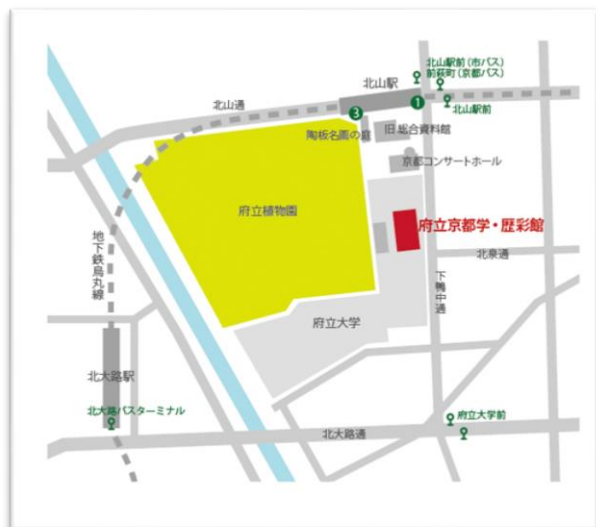 北山駅前(市バス)
前萩町(京都バス)
北山駅
北山通
1
3
北山駅前
陶板名画の庭
旧 総合資料館
京都コンサートホール
府立植物園
府立京都学・歴彩館
地下鉄烏丸線
北泉通
下鴨中通
府立大学
北大路駅
北大路バスターミナル
府立大学前
北大路通